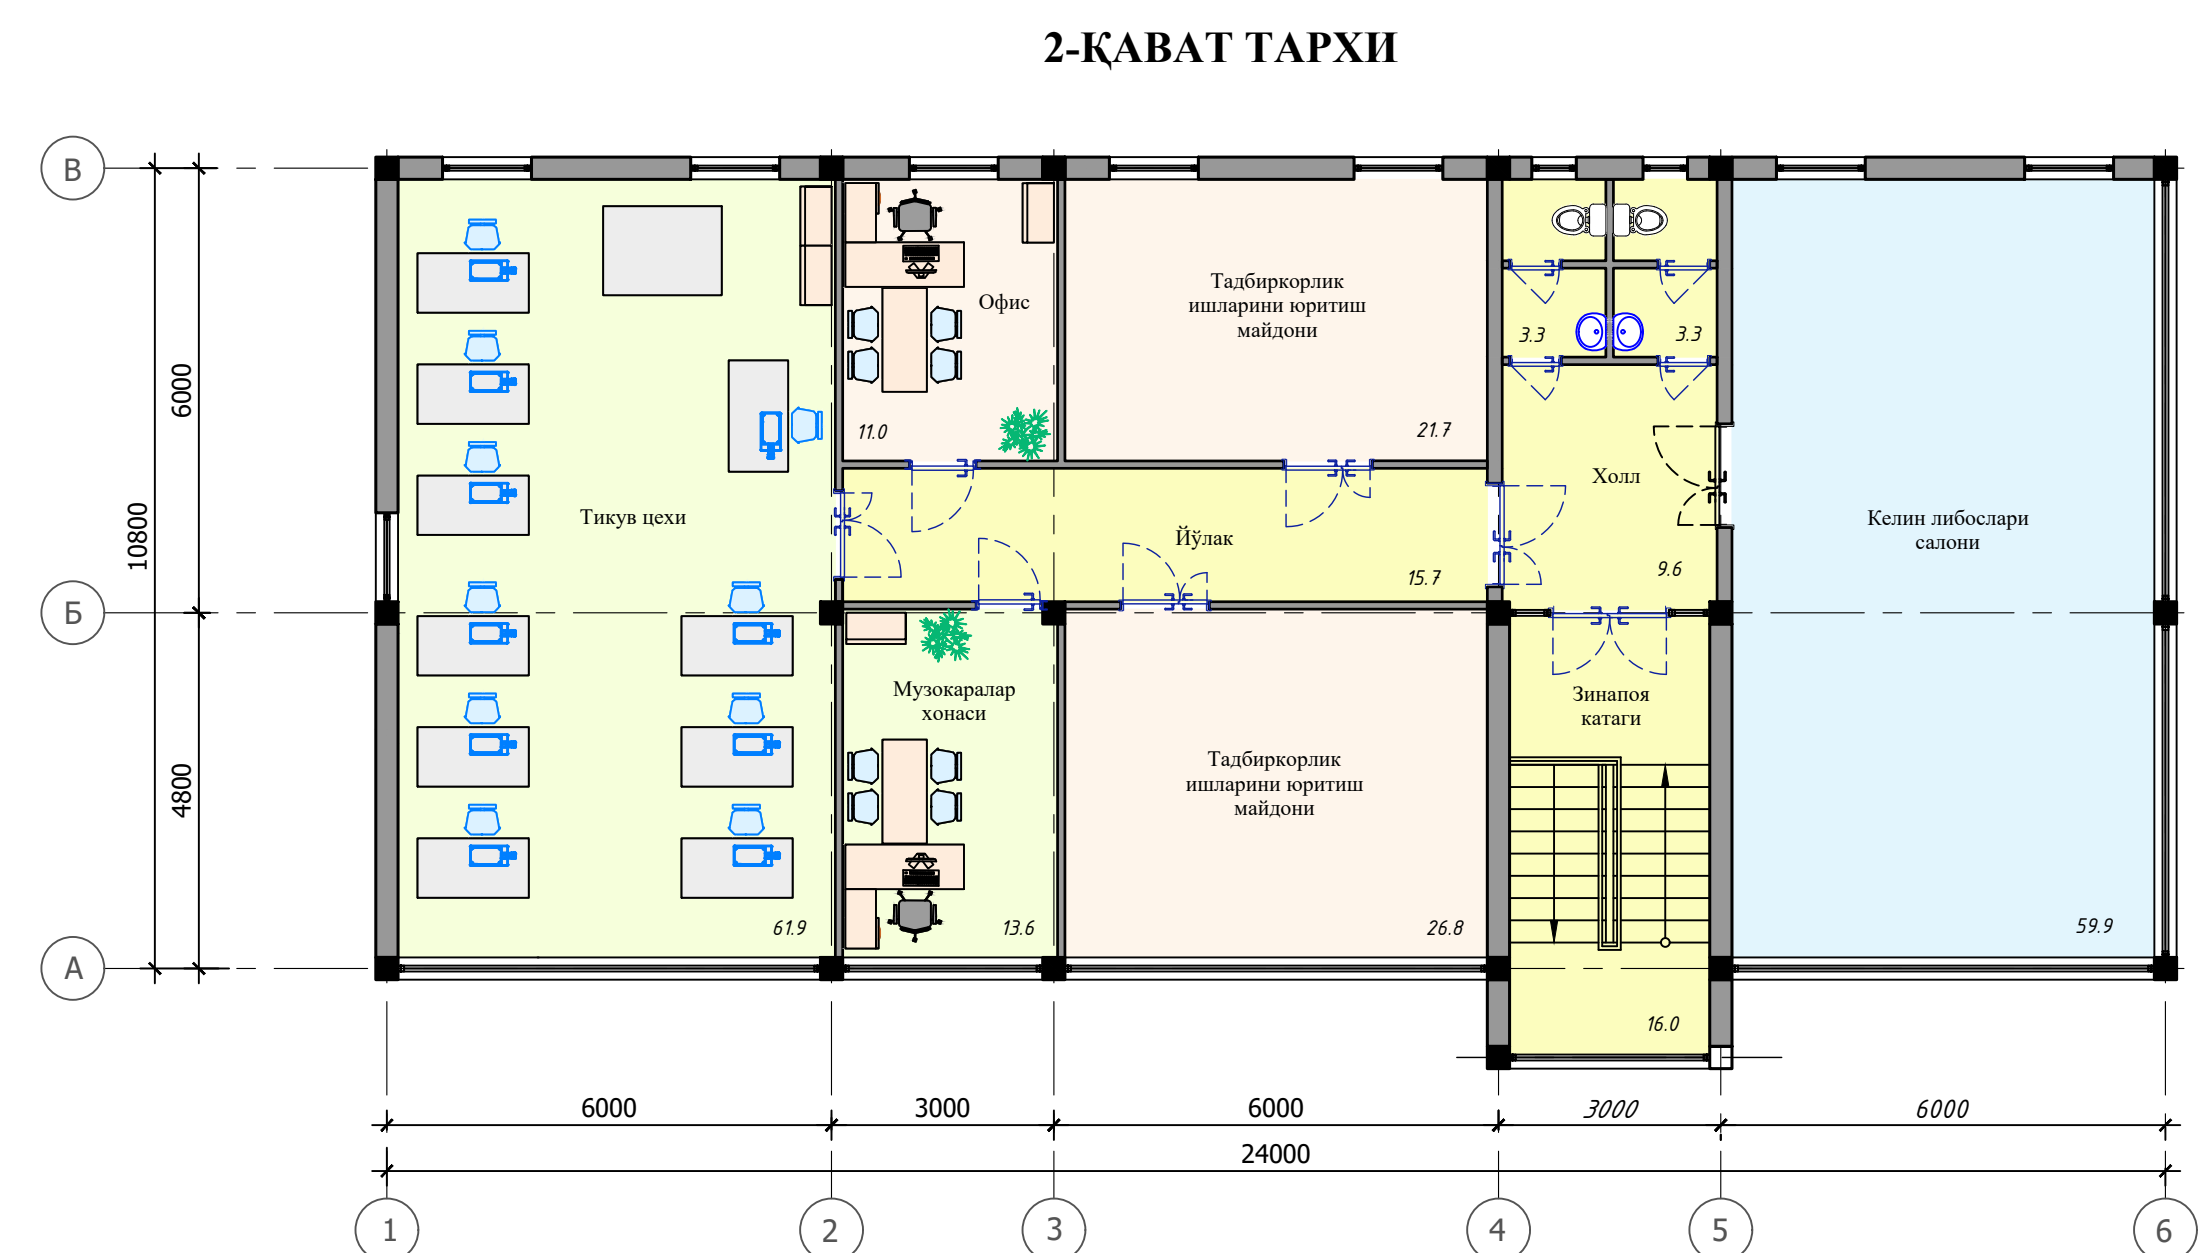 2-ҚАВАТ ТАРХИ
В
Б
А
6000
10800
4800
Офис
11.0
Тадбиркорлик
ишларини юритиш
майдони
21.7
3.3
3.3
Холл
9.6
Тикув цехи
61.9
Йўлак
15.7
Келин либослари
салони
59.9
Музокаралар
хонаси
13.6
Тадбиркорлик
ишларини юритиш
майдони
26.8
Зинапоя
катаги
16.0
6000
3000
6000
3000
6000
24000
1
2
3
4
5
6